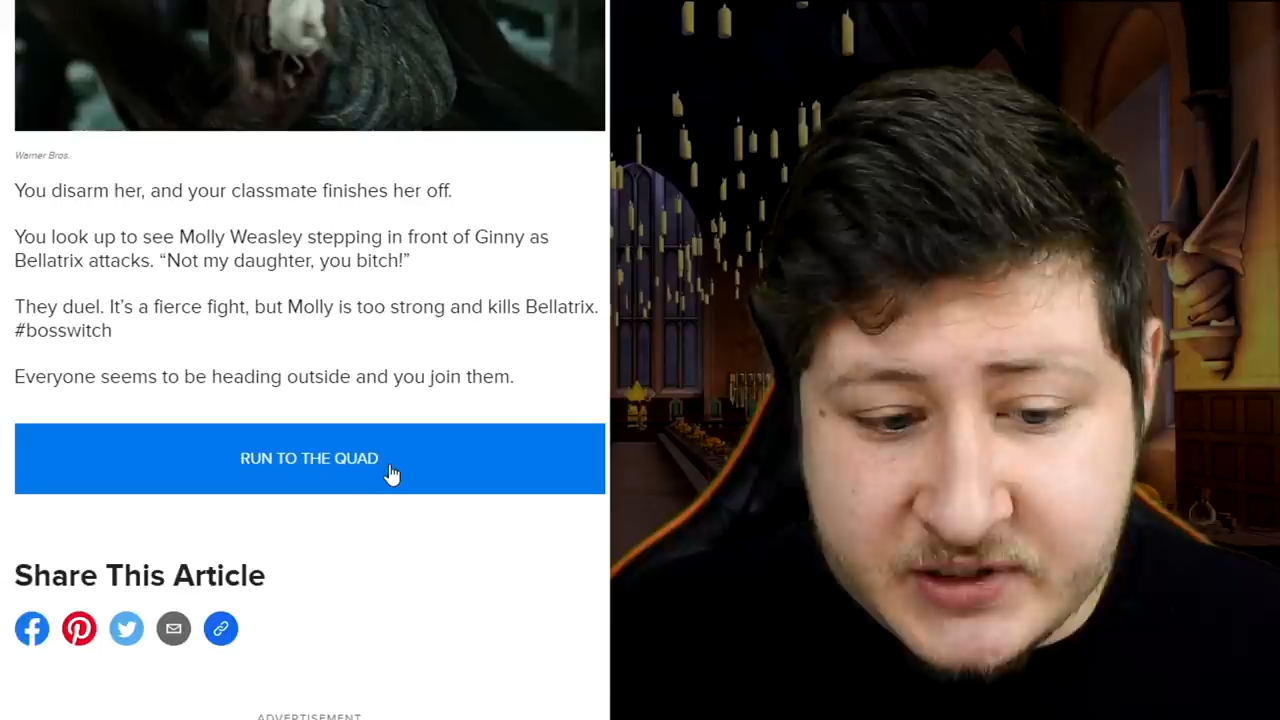 Warner Bros.
You disarm her, and your classmate finishes her off.
You look up to see Molly Weasley stepping in front of Ginny as
Bellatrix attacks. “Not my daughter, you bitch!”
They duel. It’s a fierce fight, but Molly is too strong and kills Bellatrix.
#bosswitch
Everyone seems to be heading outside and you join them.
RUN TO THE QUAD
Share This Article
ADVERTISEMENT